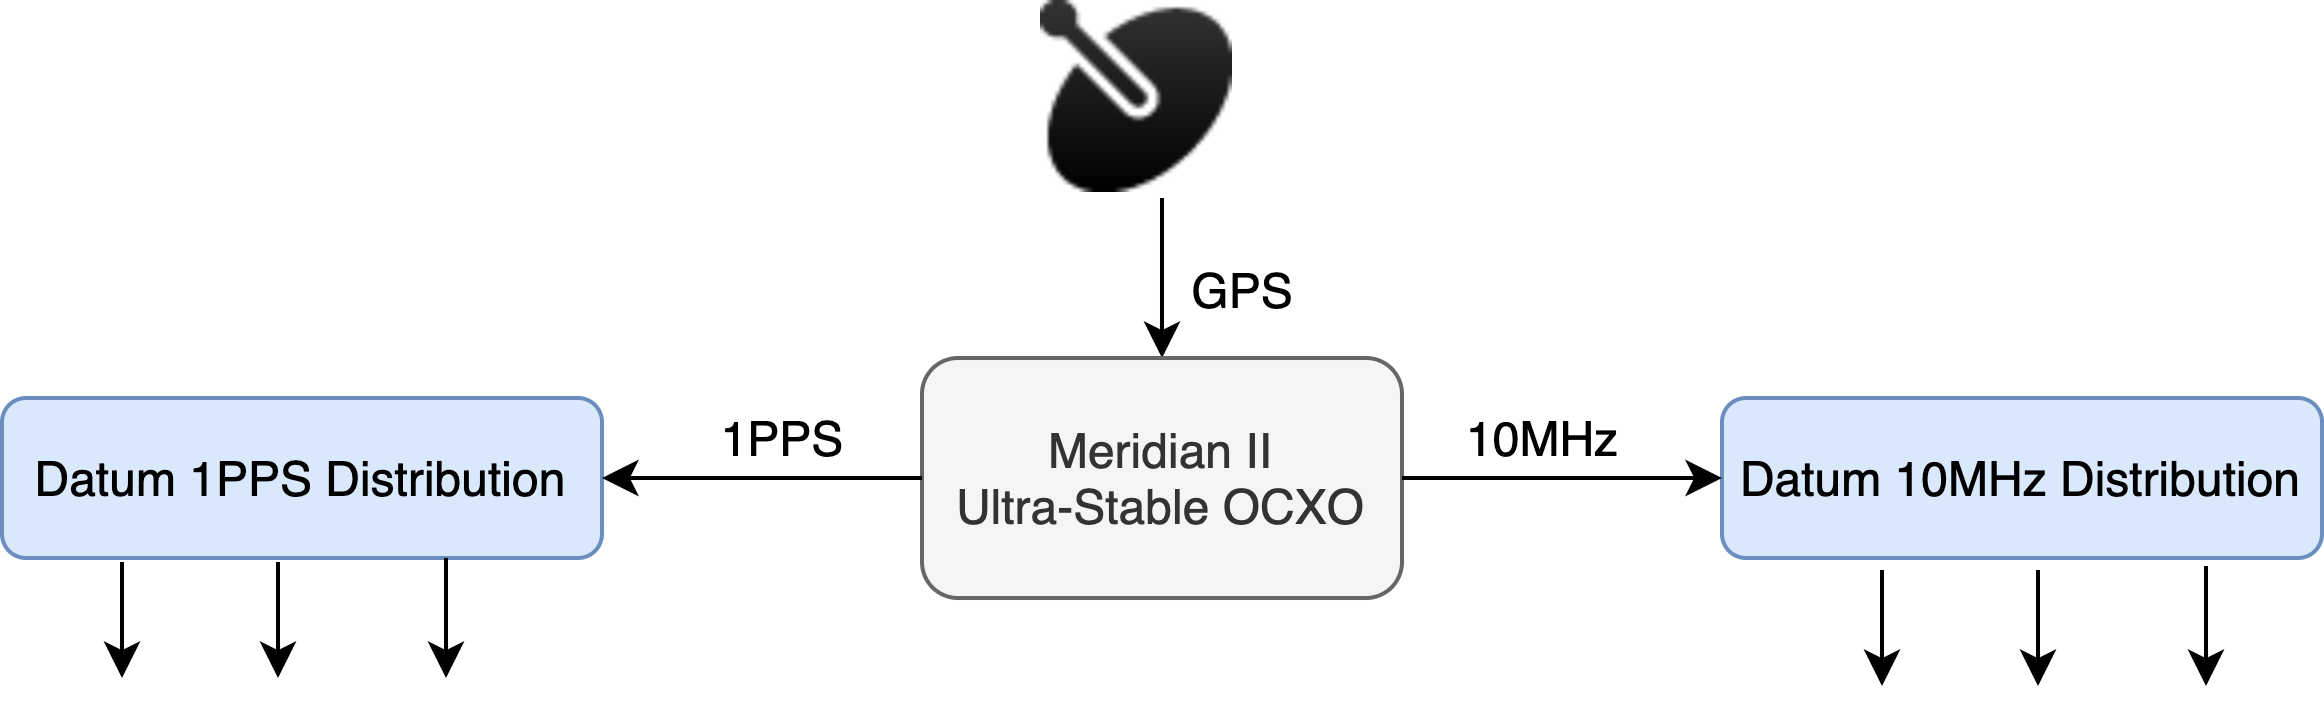 GPS
1PPS
10MHz
Datum 1PPS Distribution
Meridian II
Ultra-Stable OCXO
Datum 10MHz Distribution